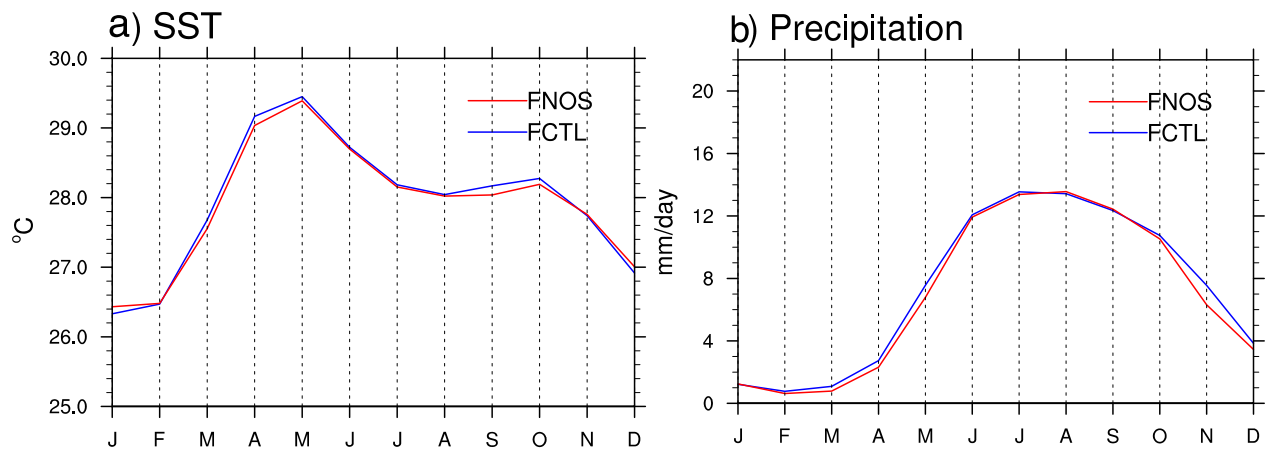 a) SST
30.0
29.0
28.0
27.0
26.0
25.0
°C
FNOS
FCTL
J F M A M J J A S O N D
b) Precipitation
20
16
12
8
4
0
mm/day
FNOS
FCTL
J F M A M J J A S O N D